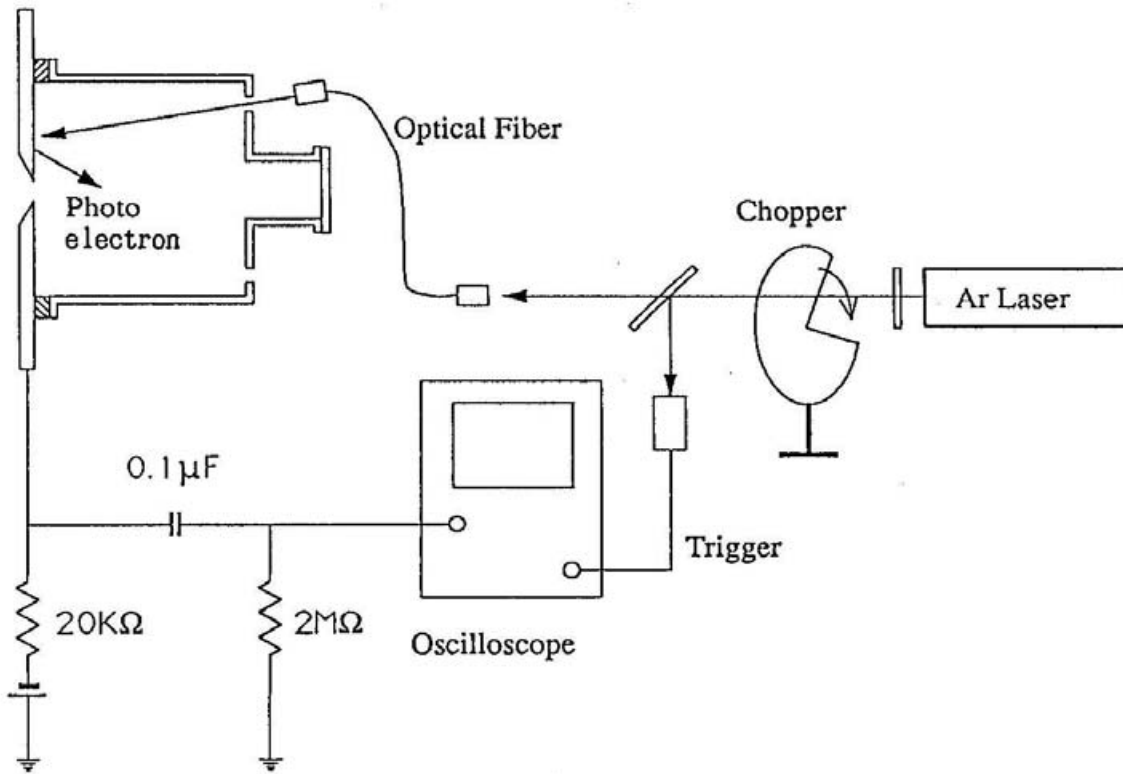 Optical Fiber
Photo
electron
Chopper
Ar Laser
0.1μF
Trigger
20KΩ
2MΩ
Oscilloscope